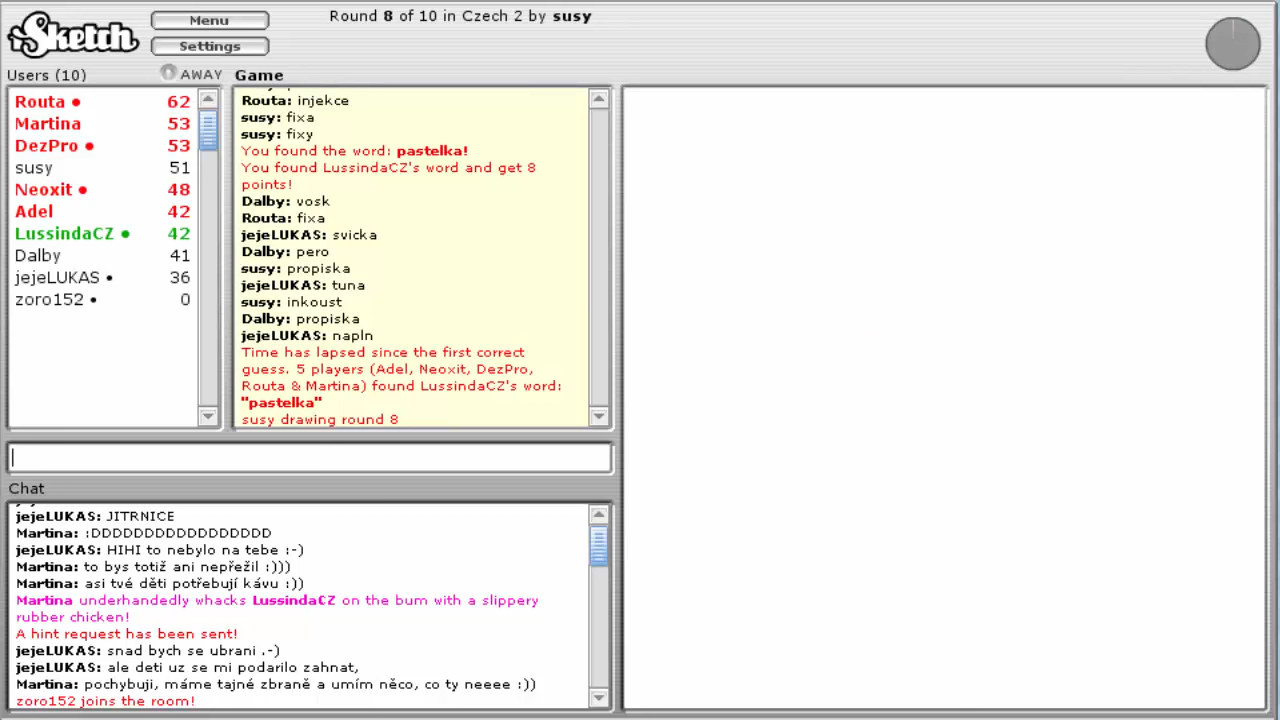 iSketch
Menu
Settings
Round 8 of 10 in Czech 2 by susy
Users (10)
AWAY
Routa • 62
Martina 53
DezPro • 53
susy 51
Neoxit • 48
Adel 42
LussindaCZ • 42
Dalby 41
jejeLUKAS • 36
zoro152 • 0
Game
Routa: injekce
susy: fixa
susy: fixy
You found the word: pastelka!
You found LussindaCZ's word and get 8
points!
Dalby: vosk
Routa: fixa
jejeLUKAS: svicka
Dalby: pero
susy: propiska
jejeLUKAS: tuna
susy: inkoust
Dalby: propiska
jejeLUKAS: napln
Time has lapsed since the first correct
guess. 5 players (Adel, Neoxit, DezPro,
Routa & Martina) found LussindaCZ's word:
"pastelka"
susy drawing round 8
Chat
jejeLUKAS: JITRNICE
Martina: :DDDDDDDDDDDDDDDDD
jejeLUKAS: HIHI to nebylo na tebe :-)
Martina: to bys totiž ani nepřežil :)))
Martina: asi tvé děti potřebují kávu :))
Martina underhandedly whacks LussindaCZ on the bum with a slippery
rubber chicken!
A hint request has been sent!
jejeLUKAS: snad bych se ubrani .-)
jejeLUKAS: ale deti uz se mi podarilo zahnat,
Martina: pochybuji, máme tajné zbraně a umím něco, co ty neeee :))
zoro152 joins the room!